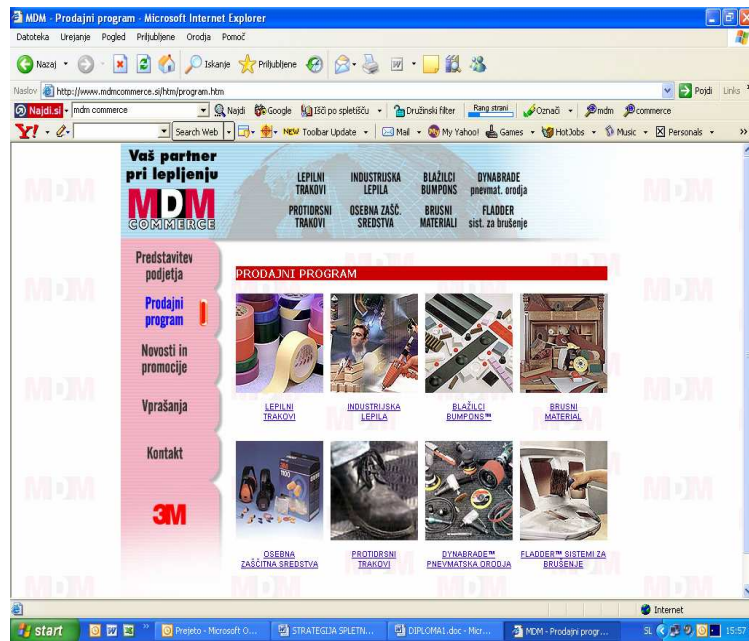 MDM - Prodajni program - Microsoft Internet Explorer
Datoteka Urejanje Pogled Priljubljene Orodja Pomoč
Nazaj Iskanje Priljubljene
Naslov http://www.mdmcommerce.si/htm/program.htm Pojdi Links
Najdi.si mdm commerce Najdi Google Išči po spletišču Družinski filter Rang strani Označi mdm commerce
Y! Search Web NEW Toolbar Update Mail My Yahoo! Games HotJobs Music Personals
Vaš partner
pri lepljenju
MDM
COMMERCE
LEPILNI TRAKOVI
INDUSTRIJSKA LEPILA
BLAŽILCI BUMPONS
DYNABRADE pnevmat. orodja
PROTIDRSNI TRAKOVI
OSEBNA ZAŠČ. SREDSTVA
BRUSNI MATERIALI
FLADDER sist. za brušenje
Predstavitev
podjetja
Prodajni
program
Novosti in
promocije
Vprašanja
Kontakt
3M
PRODAJNI PROGRAM
LEPILNI
TRAKOVI
INDUSTRIJSKA
LEPILA
BLAŽILCI
BUMPONS™
BRUSNI
MATERIAL
3M
1100
OSEBNA
ZAŠČITNA SREDSTVA
PROTIDRSNI
TRAKOVI
DYNABRADE™
PNEVMATSKA ORODJA
FLADDER™ SISTEMI ZA
BRUŠENJE
MDM
Internet
start Prejeto - Microsoft O... STRATEGIJA SPLETN... DIPLOMA1.doc - Micr... MDM - Prodajni progr... SL 15:57